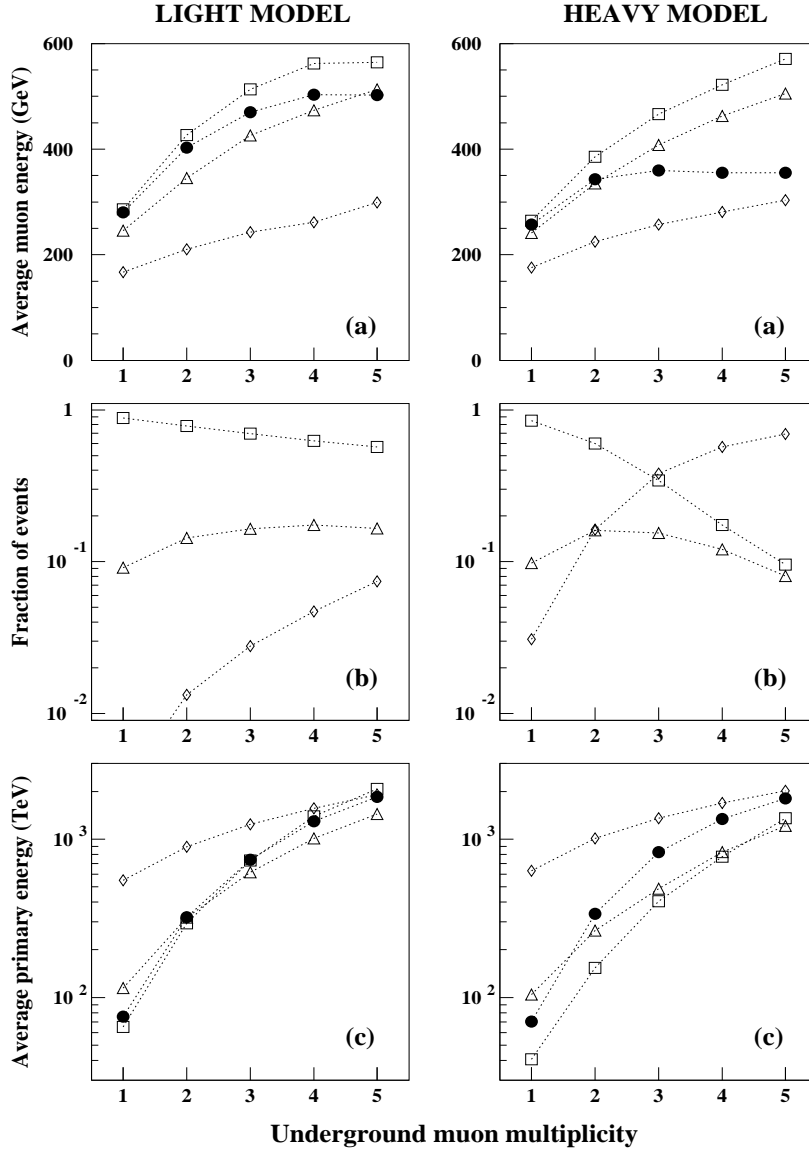 LIGHT MODEL
HEAVY MODEL
Average muon energy (GeV)
600
400
200
0
1 2 3 4 5
(a)
600
400
200
0
1 2 3 4 5
(a)
Fraction of events
1
10 -1
10 -2
1 2 3 4 5
(b)
1
10 -1
10 -2
1 2 3 4 5
(b)
Average primary energy (TeV)
10 3
10 2
1 2 3 4 5
(c)
10 3
10 2
1 2 3 4 5
(c)
Underground muon multiplicity